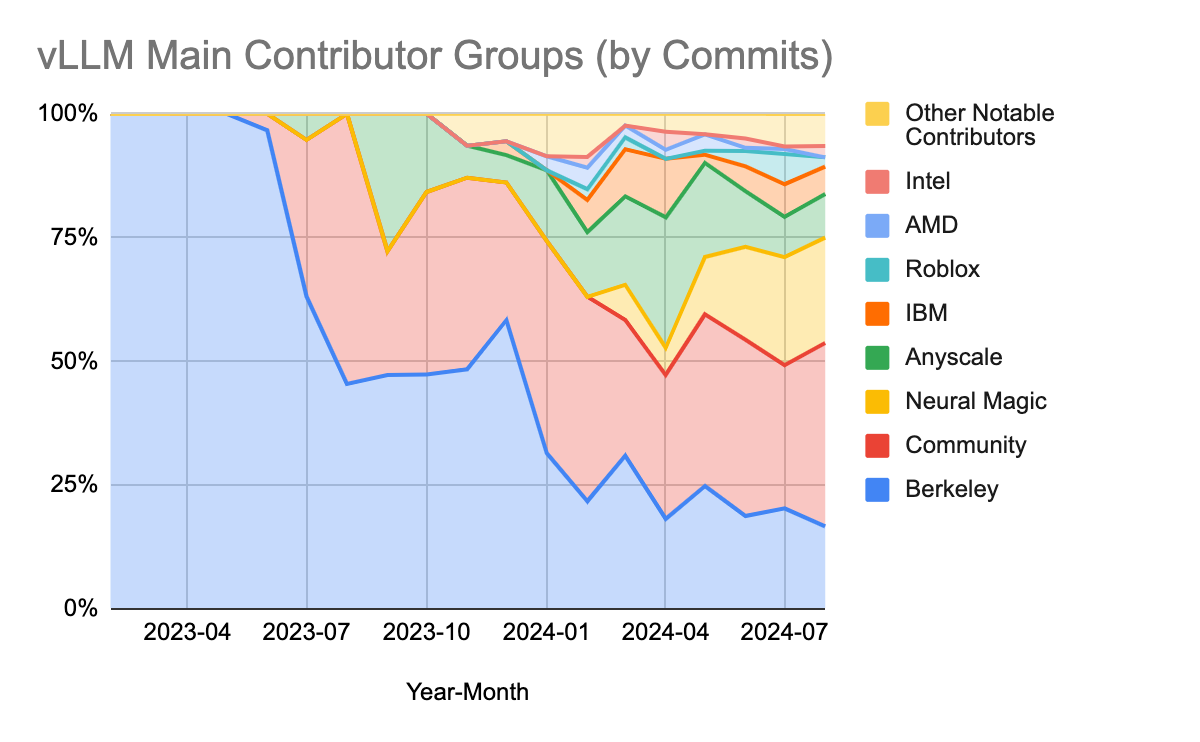 vLLM Main Contributor Groups (by Commits)
100%
75%
50%
25%
0%
2023-04 2023-07 2023-10 2024-01 2024-04 2024-07
Year-Month
Other Notable
Contributors
Intel
AMD
Roblox
IBM
Anyscale
Neural Magic
Community
Berkeley